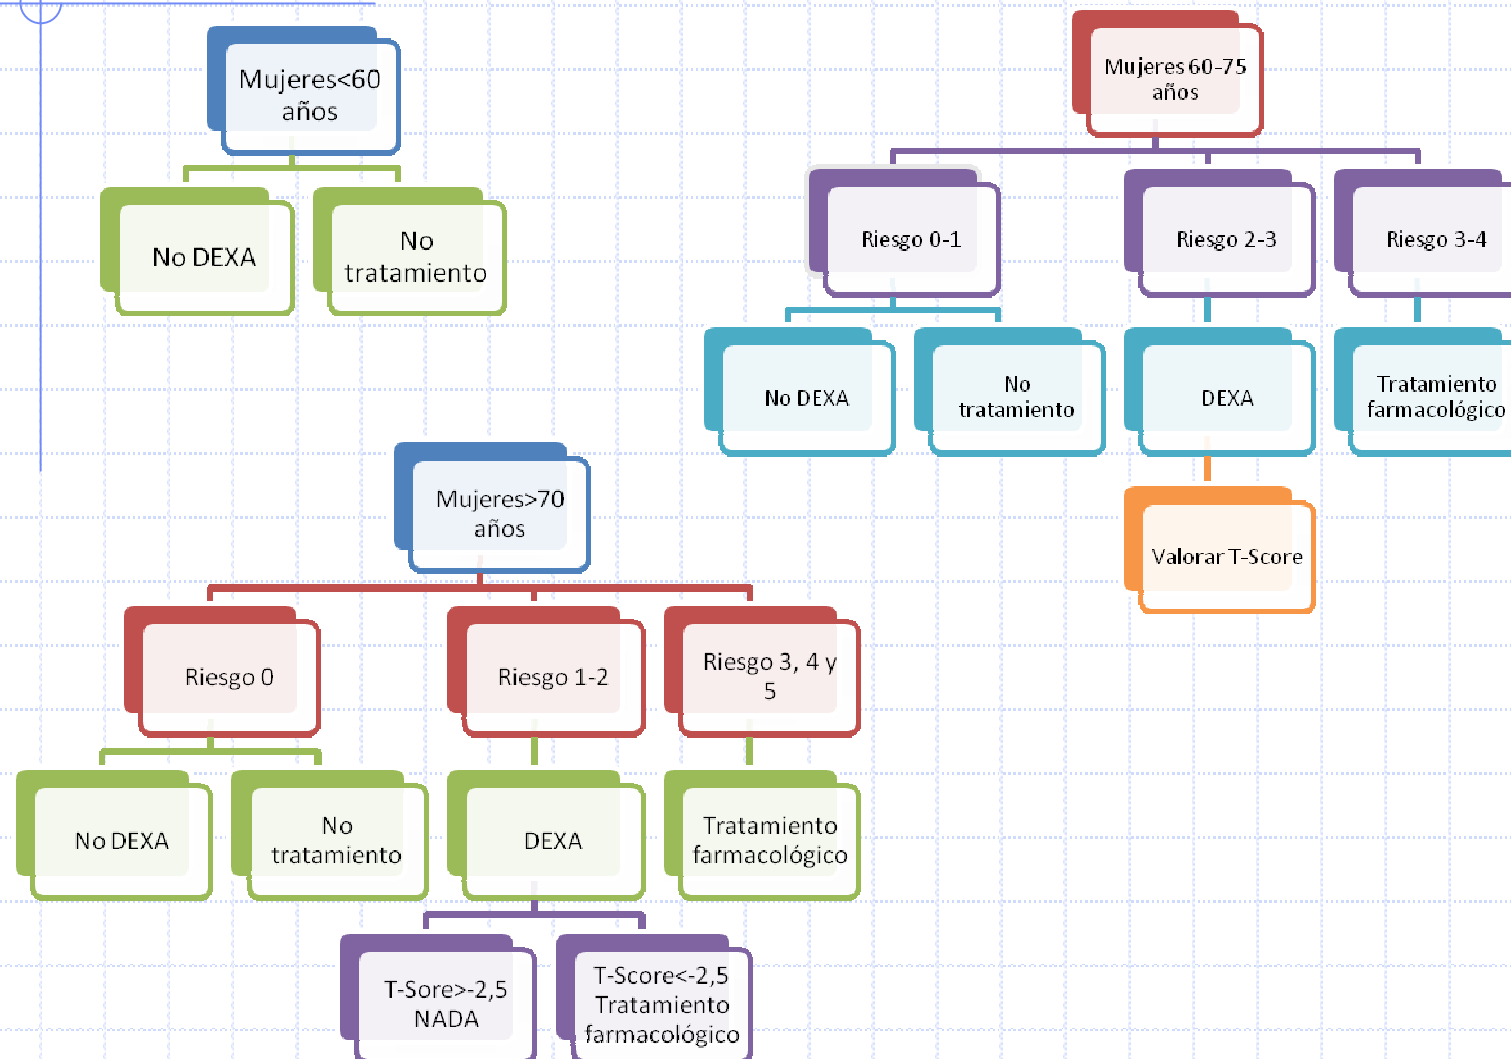 Mujeres<60
años
No DEXA
No
tratamiento
Mujeres 60-75
años
Riesgo 0-1
Riesgo 2-3
Riesgo 3-4
No DEXA
No
tratamiento
DEXA
Tratamiento
farmacológico
Valorar T-Score
Mujeres>70
años
Riesgo 0
Riesgo 1-2
Riesgo 3, 4 y
5
No DEXA
No
tratamiento
DEXA
Tratamiento
farmacológico
T-Sore>-2,5
NADA
T-Score<-2,5
Tratamiento
farmacológico